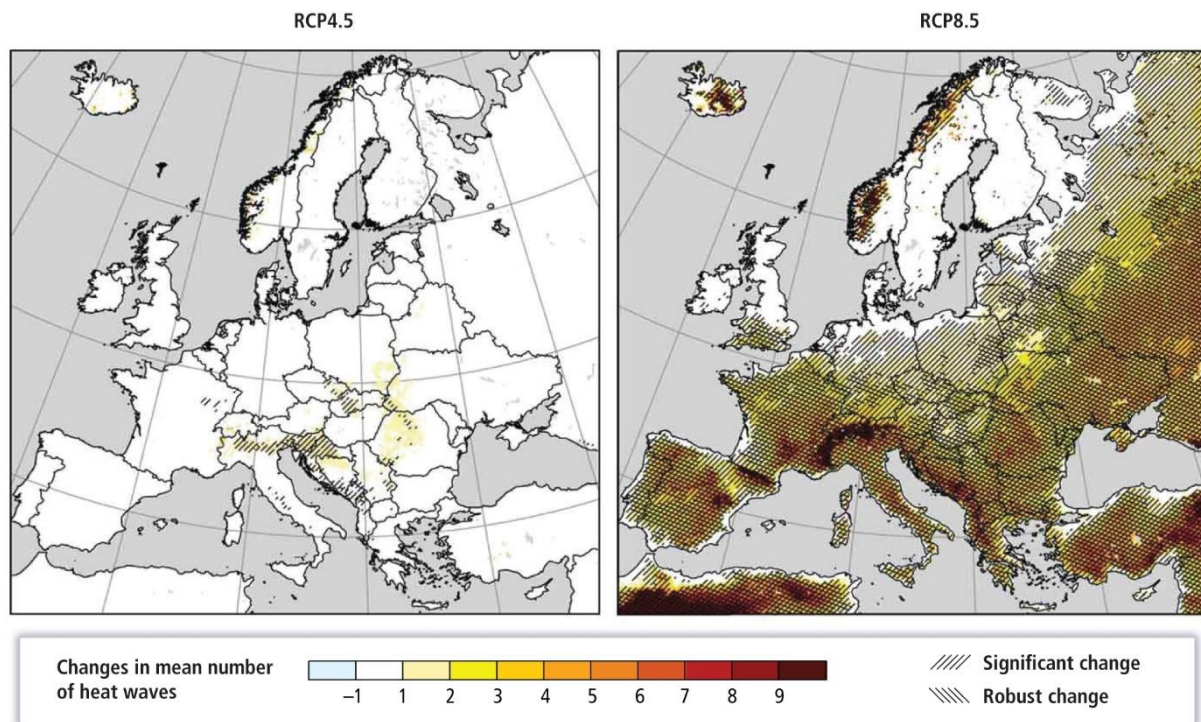 RCP4.5
RCP8.5
Changes in mean number
of heat waves
–1 1 2 3 4 5 6 7 8 9
Significant change
Robust change